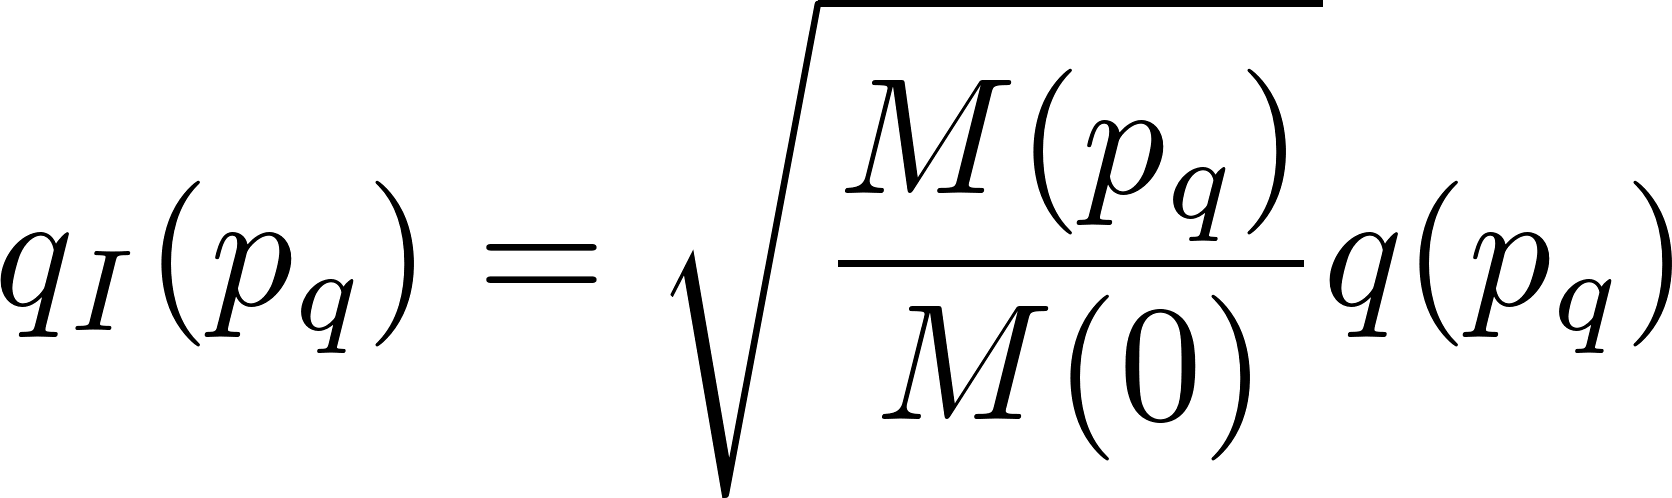 q_I(p_q) = \sqrt{\frac{M(p_q)}{M(0)}} q(p_q)